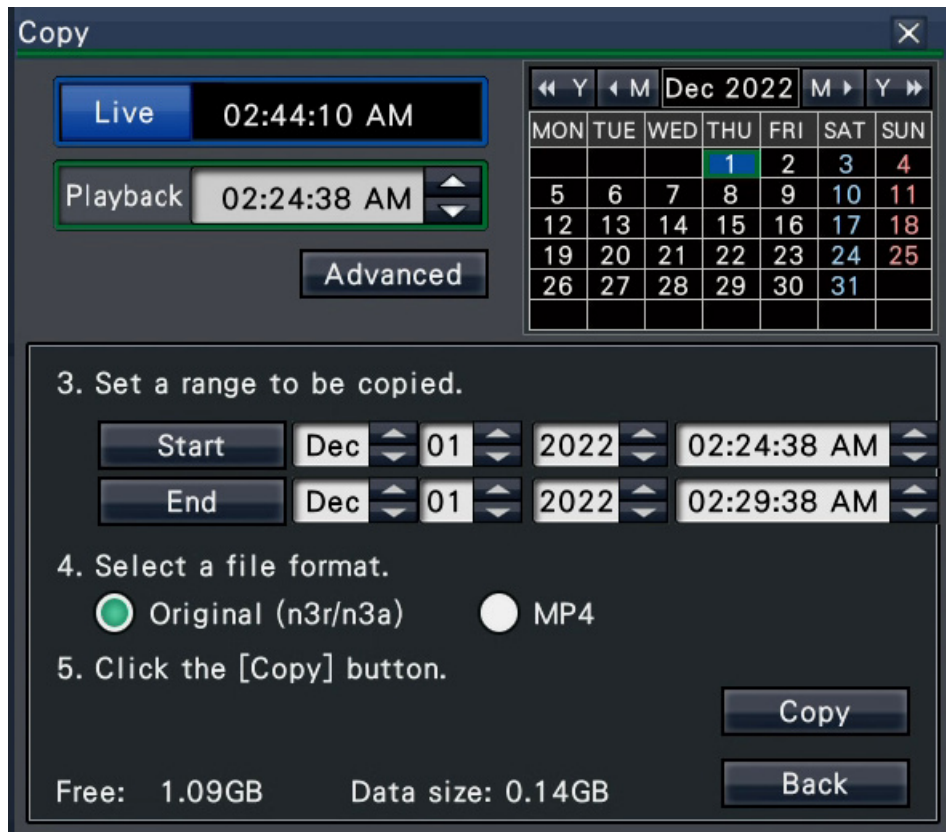 Copy
Live 02:44:10 AM
Playback 02:24:38 AM
Advanced
Y M Dec 2022 M Y
MON TUE WED THU FRI SAT SUN
1 2 3 4
5 6 7 8 9 10 11
12 13 14 15 16 17 18
19 20 21 22 23 24 25
26 27 28 29 30 31
3. Set a range to be copied.
Start Dec 01 2022 02:24:38 AM
End Dec 01 2022 02:29:38 AM
4. Select a file format.
Original (n3r/n3a) MP4
5. Click the [Copy] button.
Copy
Free: 1.09GB Data size: 0.14GB
Back